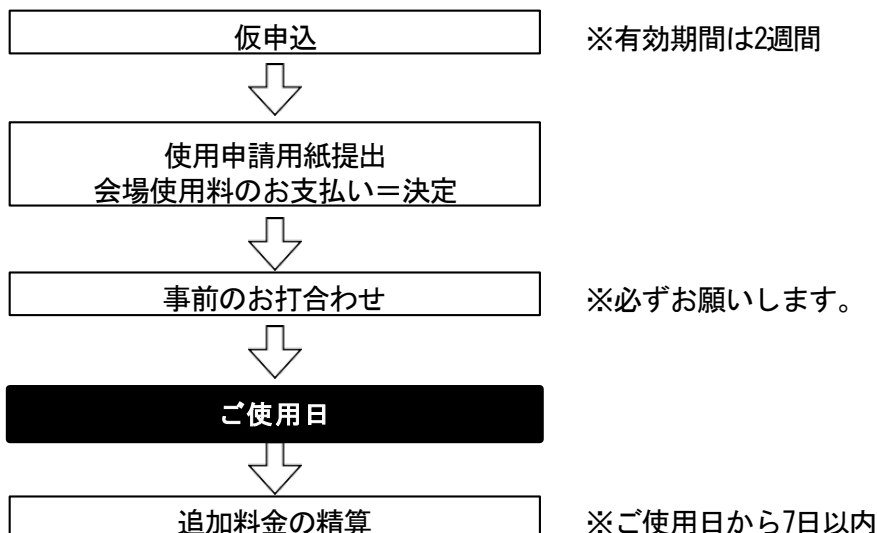 仮申込
※有効期間は2週間
使用申請用紙提出
会場使用料のお支払い＝決定
事前のお打合わせ
※必ずお願いします。
ご使用日
追加料金の精算
※ご使用日から7日以内